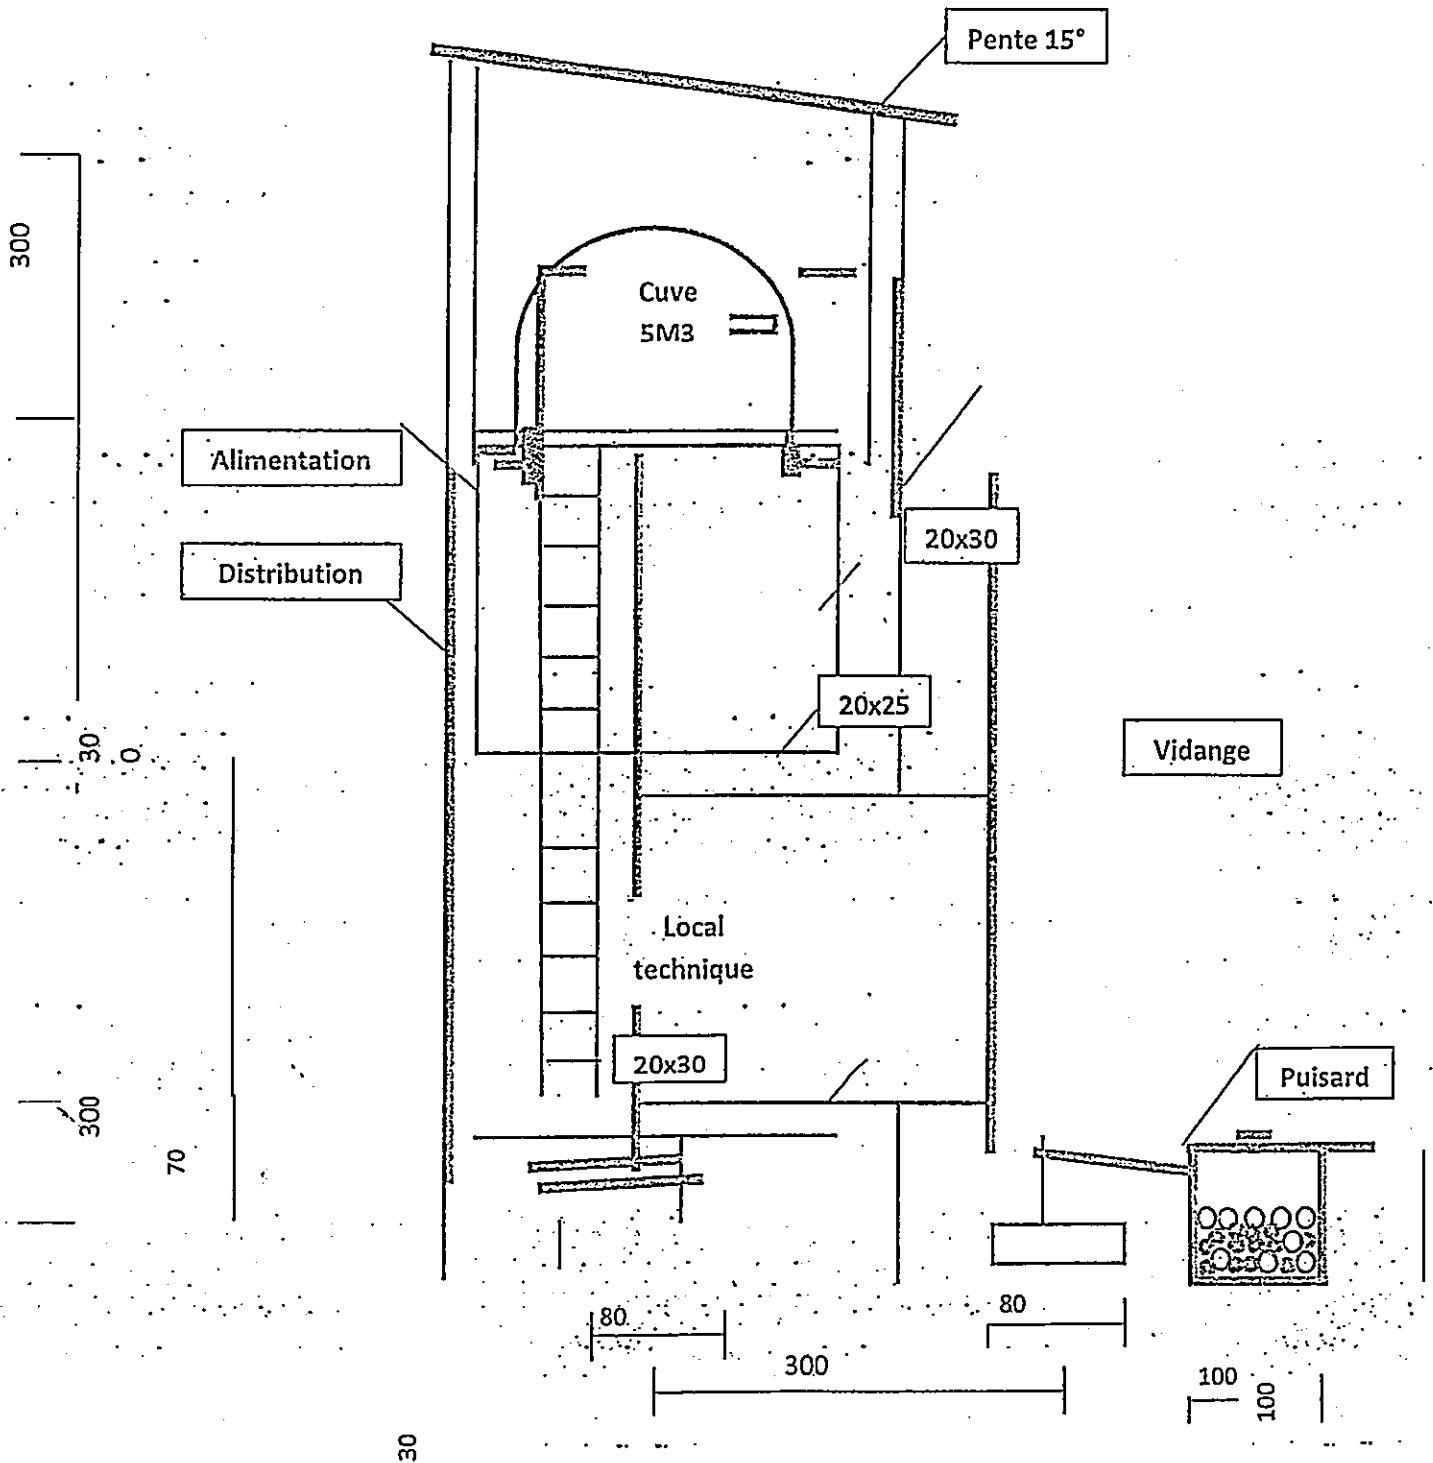 Pente 15°
300
Cuve
5M3
Alimentation
20x30
Distribution
20x25
30
0
Vidange
Local
technique
20x30
Puisard
300
70
80
80
300
100
100
30